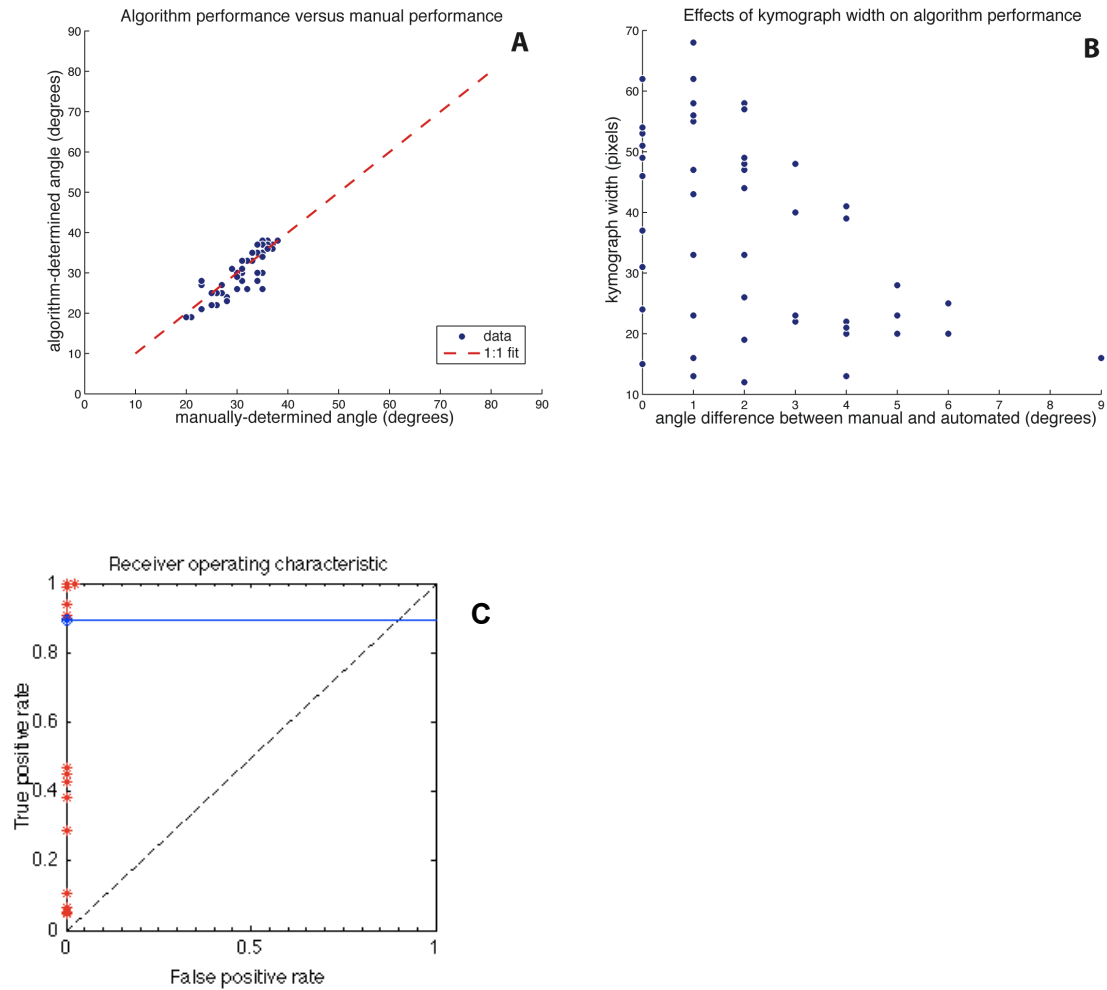 Algorithm performance versus manual performance
A
90
80
70
60
50
40
30
20
10
0
0 10 20 30 40 50 60 70 80 90
algorithm-determined angle (degrees)
manually-determined angle (degrees)
data
1:1 fit
Effects of kymograph width on algorithm performance
B
70
60
50
40
30
20
10
0 1 2 3 4 5 6 7 8 9
kymograph width (pixels)
angle difference between manual and automated (degrees)
Receiver operating characteristic
C
1
0.8
0.6
0.4
0.2
0
0 0.5 1
True positive rate
False positive rate